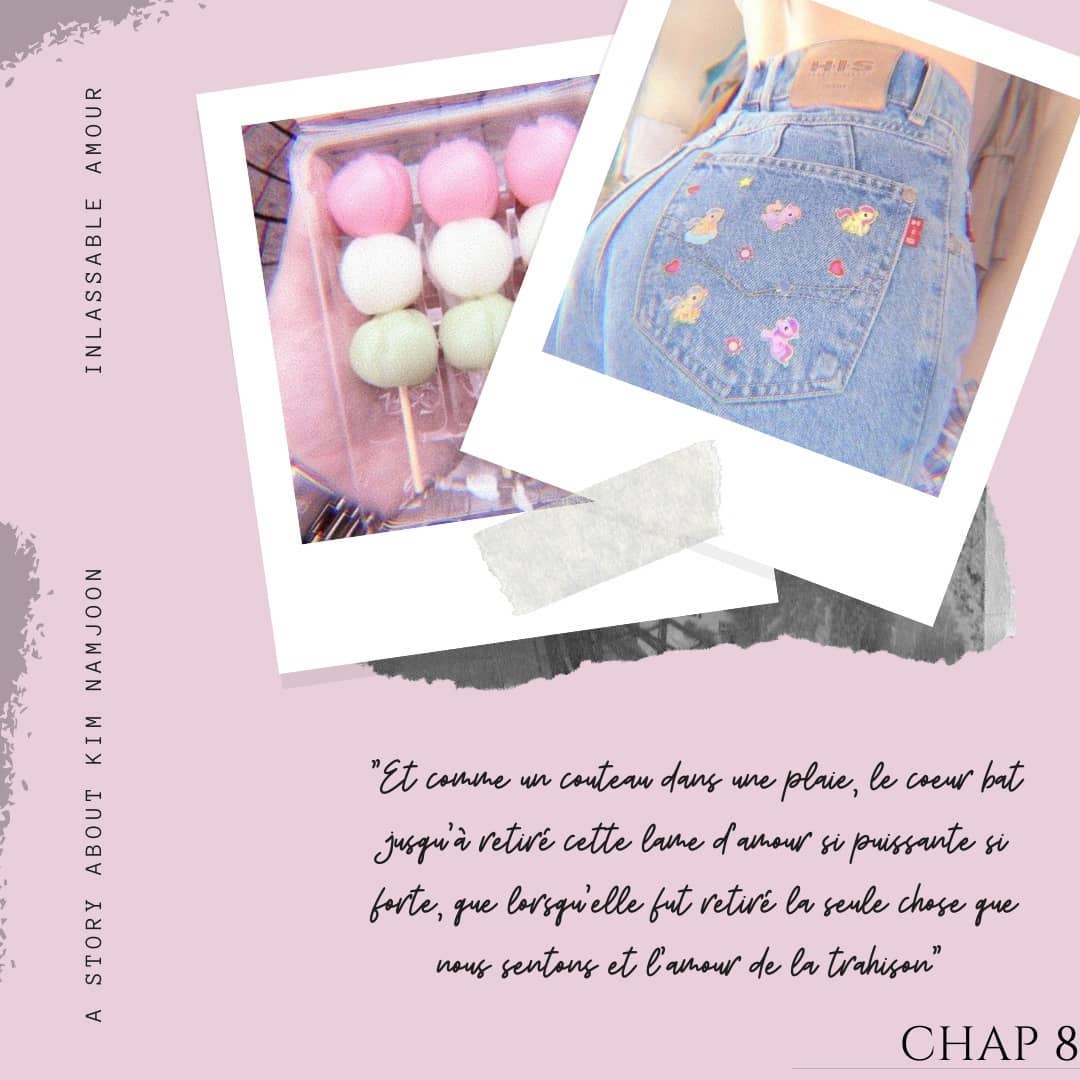 INLASSABLE AMOUR
A STORY ABOUT KIM NAMJOON
HIS
"Et comme un couteau dans une plaie, le coeur bat
jusqu'à retiré cette lame d'amour si puissante si
forte, que lorsqu'elle fut retiré la seule chose que
nous sentons et l'amour de la trahison"
CHAP 8